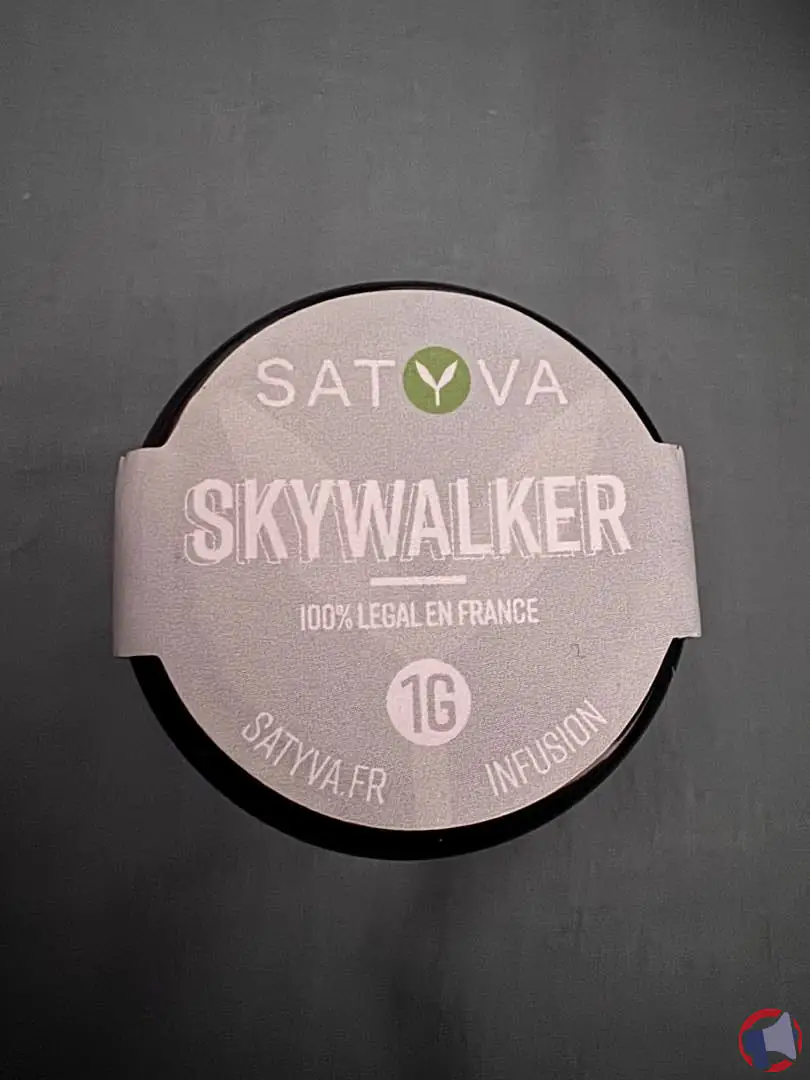 SATYVA
SKYWALKER
100% LEGAL EN FRANCE
1G
SATYVA.FR
INFUSION